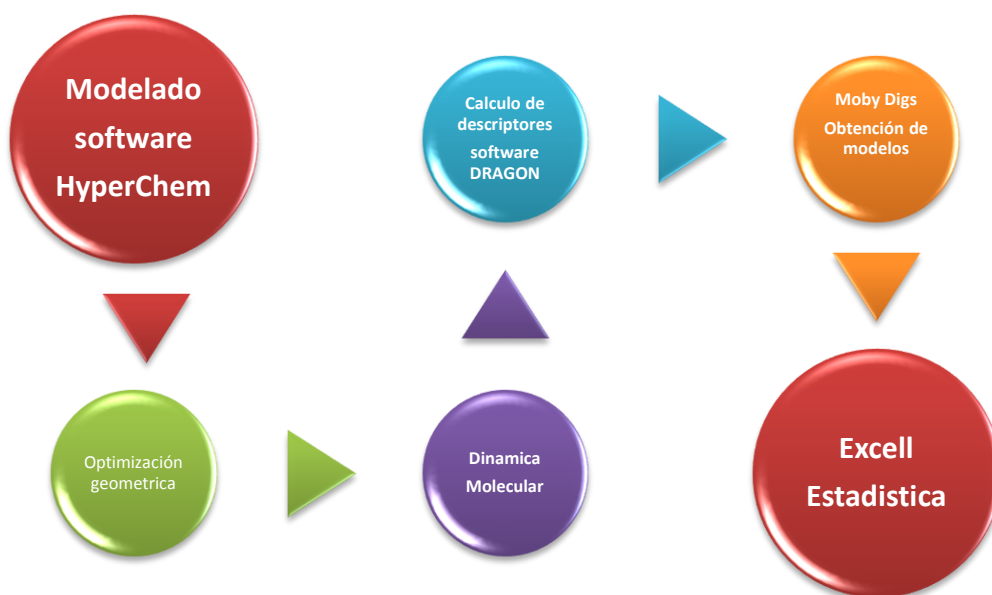 Modelado
software
HyperChem
Optimización
geometrica
Dinamica
Molecular
Calculo de
descriptores
software
DRAGON
Moby Digs
Obtención de
modelos
Excell
Estadistica